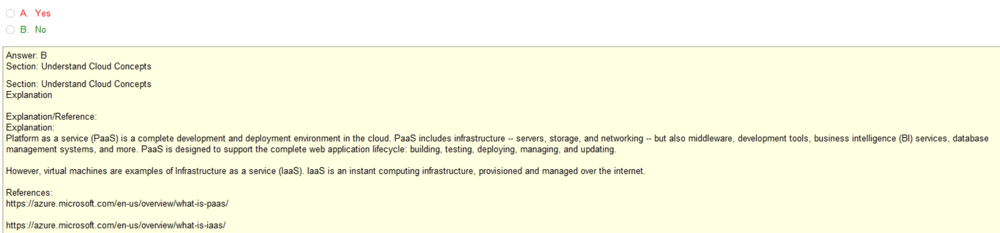 A. Yes
B. No
Answer: B
Section: Understand Cloud Concepts
Section: Understand Cloud Concepts
Explanation
Explanation/Reference:
Explanation:
Platform as a service (PaaS) is a complete development and deployment environment in the cloud. PaaS includes infrastructure -- servers, storage, and networking -- but also middleware, development tools, business intelligence (BI) services, database
management systems, and more. PaaS is designed to support the complete web application lifecycle: building, testing, deploying, managing, and updating.
However, virtual machines are examples of Infrastructure as a service (IaaS). IaaS is an instant computing infrastructure, provisioned and managed over the internet.
References:
https://azure.microsoft.com/en-us/overview/what-is-paas/
https://azure.microsoft.com/en-us/overview/what-is-iaas/